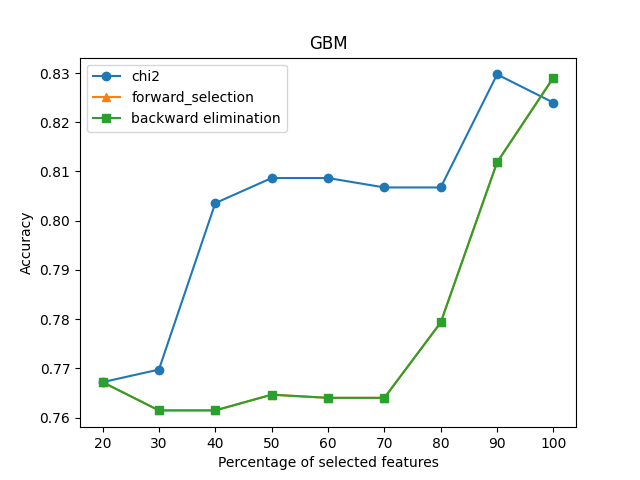 GBM
chi2
forward_selection
backward elimination
0.83
0.82
0.81
0.80
0.79
0.78
0.77
0.76
Accuracy
20 30 40 50 60 70 80 90 100
Percentage of selected features